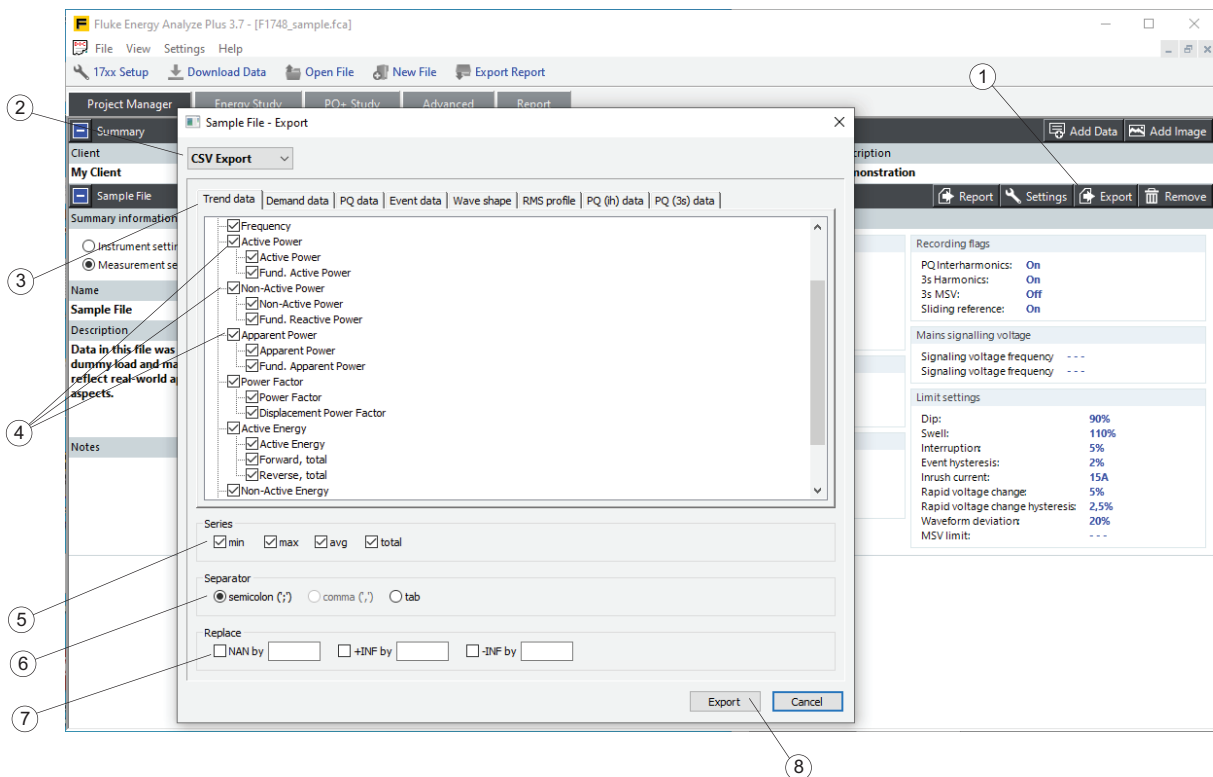 Fluke Energy Analyze Plus 3.7 - [F1748_sample.fca]
File View Settings Help
17xx Setup Download Data Open File New File Export Report
1
2
Project Manager Energy Study PQ+ Study Advanced Report
Summary
Add Data Add Image
Client
cription
My Client
monstration
Sample File
Report Settings Export Remove
Summary information
Instrument settin
Measurement se
Name
Sample File
Description
Data in this file was
dummy load and ma
reflect real-world a
aspects.
Notes
Sample File - Export
CSV Export
3
Trend data Demand data PQ data Event data Wave shape RMS profile PQ (ih) data PQ (3s) data
Frequency
Active Power
Active Power
Fund. Active Power
Non-Active Power
Non-Active Power
Fund. Reactive Power
Apparent Power
Apparent Power
Fund. Apparent Power
Power Factor
Power Factor
Displacement Power Factor
Active Energy
Active Energy
Forward, total
Reverse, total
Non-Active Energy
4
Series
min max avg total
5
Separator
semicolon (';') comma (',') tab
6
Replace
NAN by +INF by -INF by
7
Export Cancel
8
Recording flags
PQ Interharmonics: On
3s Harmonics: On
3s MSV: Off
Sliding reference: On
Mains signalling voltage
Signaling voltage frequency - - -
Signaling voltage frequency - - -
Limit settings
Dip: 90%
Swell: 110%
Interruption: 5%
Event hysteresis: 2%
Inrush current: 15A
Rapid voltage change: 5%
Rapid voltage change hysteresis: 2,5%
Waveform deviation: 20%
MSV limit: - - -